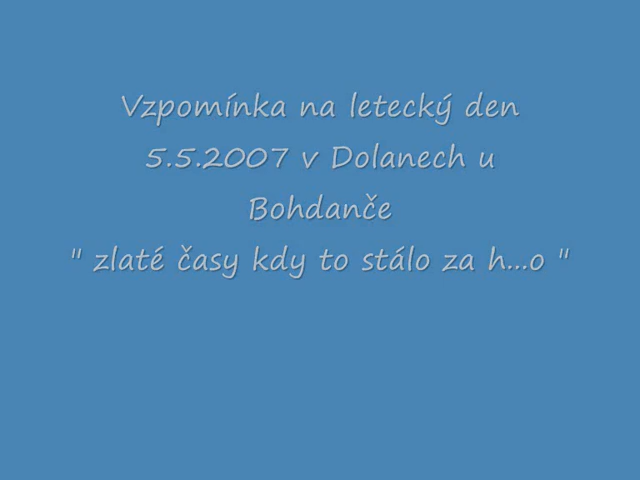 Vzpomínka na letecký den
5.5.2007 v Dolanech u
Bohdanče
" zlaté časy kdy to stálo za h...o "